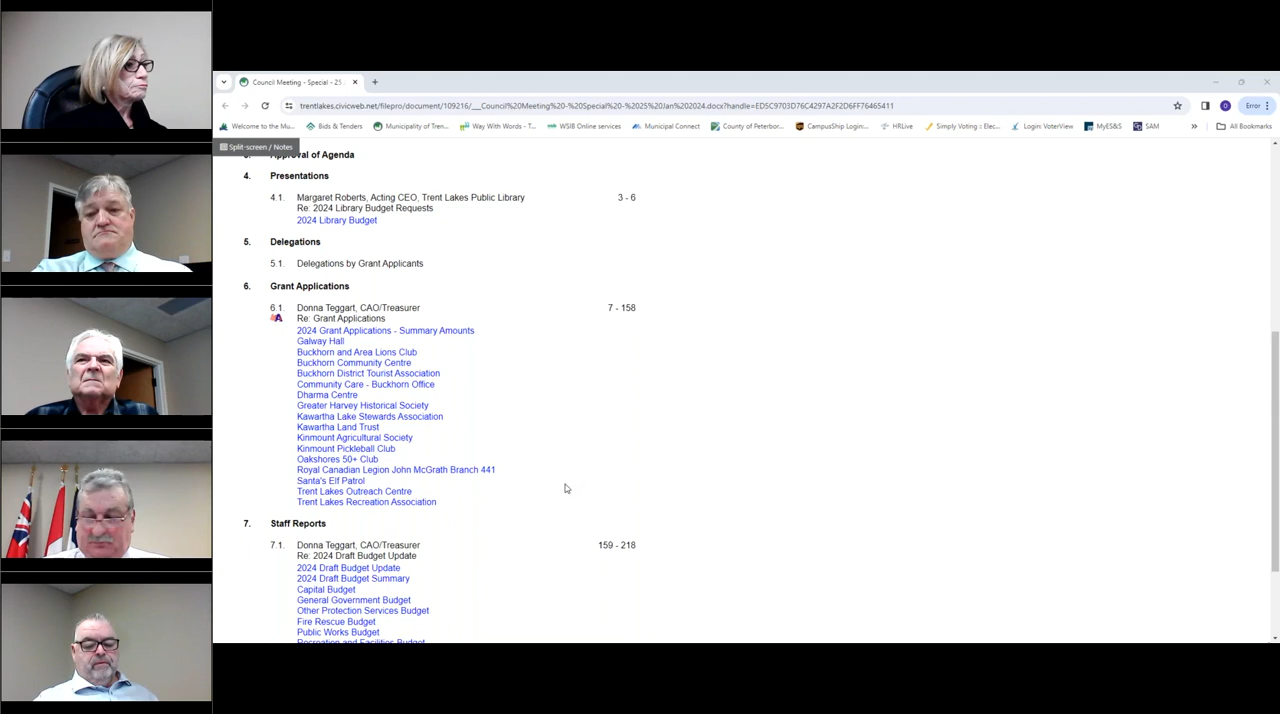 Council Meeting - Special - 25
trentlakes.civicweb.net/filepro/document/109216/__Council%20Meeting%20-%20Special%20-%2025%20Jan%202024.docx?handle=ED5C9703D76C4297A2F2D6FF76465411
Error
Welcome to the Mu...
Bids & Tenders
Municipality of Tren...
Way With Words - T...
WSIB Online services
Municipal Connect
County of Peterbor...
CampusShip Login:...
HRLive
Simply Voting :: Elec...
Login: VoterView
MyES&S
SAM
All Bookmarks
Split-screen / Notes
oval of Agenda
4. Presentations
4.1. Margaret Roberts, Acting CEO, Trent Lakes Public Library 3 - 6
Re: 2024 Library Budget Requests
2024 Library Budget
5. Delegations
5.1. Delegations by Grant Applicants
6. Grant Applications
6.1. Donna Teggart, CAO/Treasurer 7 - 158
Re: Grant Applications
2024 Grant Applications - Summary Amounts
Galway Hall
Buckhorn and Area Lions Club
Buckhorn Community Centre
Buckhorn District Tourist Association
Community Care - Buckhorn Office
Dharma Centre
Greater Harvey Historical Society
Kawartha Lake Stewards Association
Kawartha Land Trust
Kinmount Agricultural Society
Kinmount Pickleball Club
Oakshores 50+ Club
Royal Canadian Legion John McGrath Branch 441
Santa's Elf Patrol
Trent Lakes Outreach Centre
Trent Lakes Recreation Association
7. Staff Reports
7.1. Donna Teggart, CAO/Treasurer 159 - 218
Re: 2024 Draft Budget Update
2024 Draft Budget Update
2024 Draft Budget Summary
Capital Budget
General Government Budget
Other Protection Services Budget
Fire Rescue Budget
Public Works Budget
Recreation and Facilities Budget